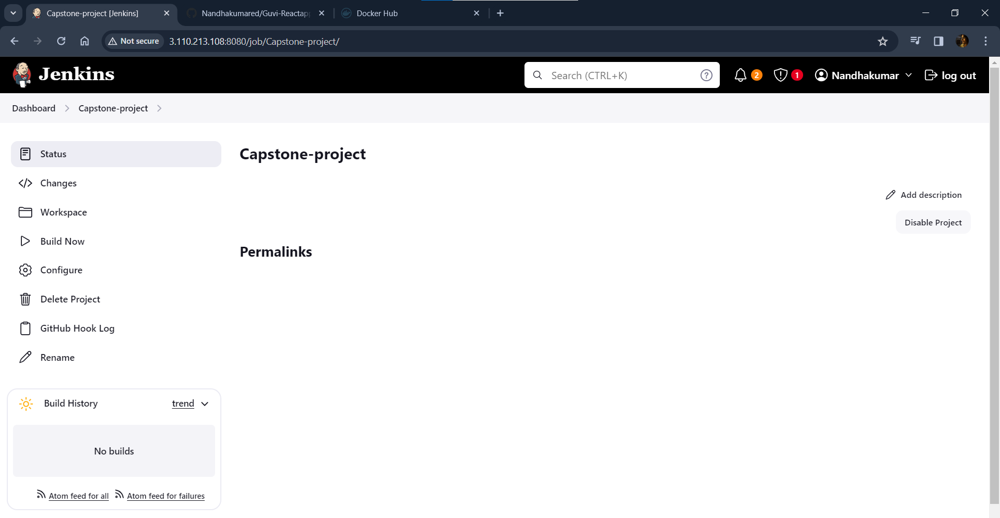 Capstone-project [Jenkins]
Nandhakumared/Guvi-Reactap
Docker Hub
Not secure
3.110.213.108:8080/job/Capstone-project/
Jenkins
Search (CTRL+K)
?
2
1
Nandhakumar
log out
Dashboard
Capstone-project
Status
Changes
Workspace
Build Now
Configure
Delete Project
GitHub Hook Log
Rename
Capstone-project
Add description
Disable Project
Permalinks
Build History
trend
No builds
Atom feed for all
Atom feed for failures